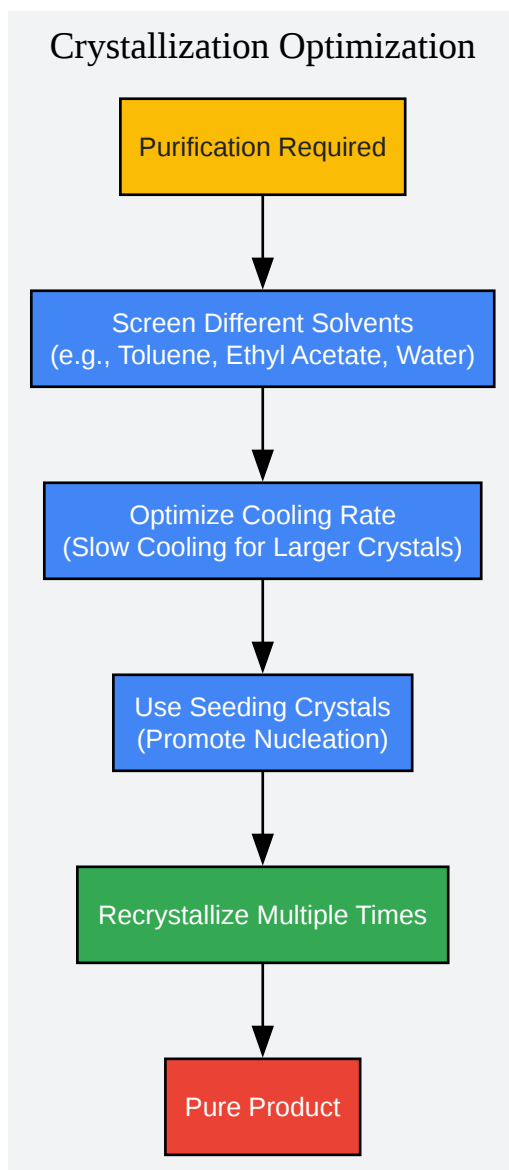 Crystallization Optimization
Purification Required
Screen Different Solvents
(e.g., Toluene, Ethyl Acetate, Water)
Optimize Cooling Rate
(Slow Cooling for Larger Crystals)
Use Seeding Crystals
(Promote Nucleation)
Recrystallize Multiple Times
Pure Product